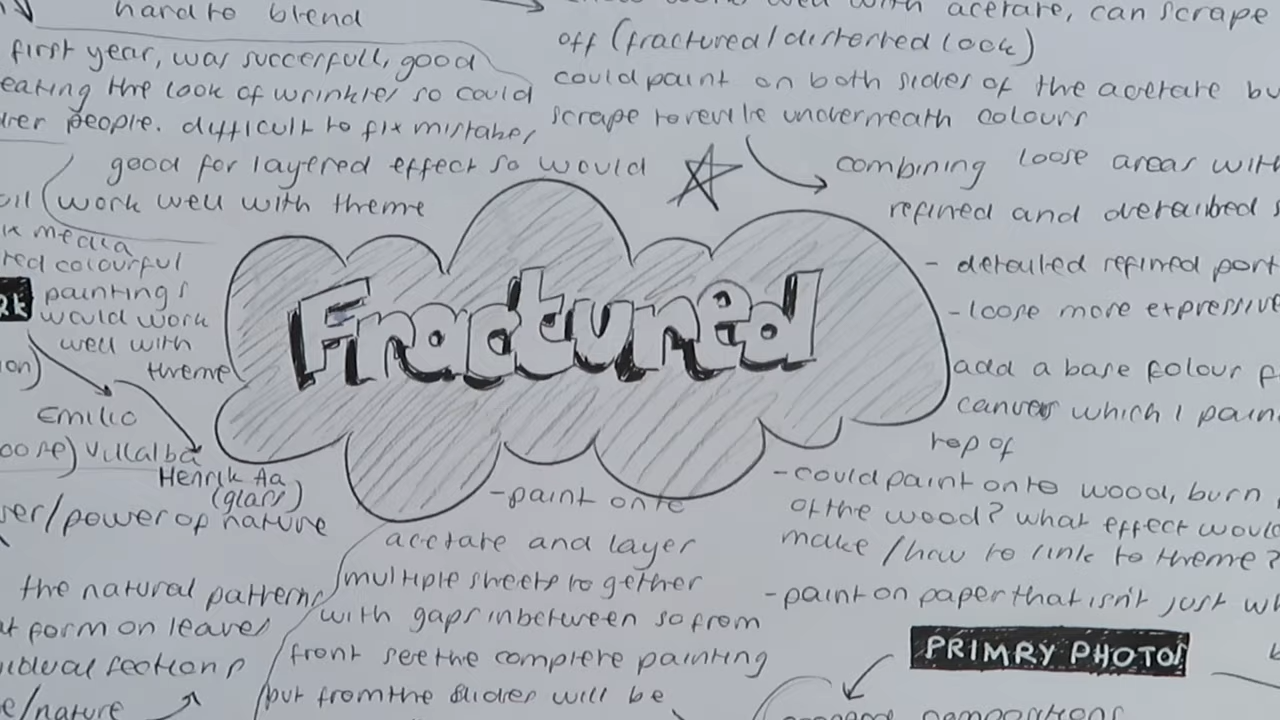 hard to blend
first year, was succerfull, good
eating the look of wrinkles so could
people. difficult to fix mistakes
good for layered effect so would
work well with theme
media
colourful
paintings
would work
well with
theme
Emilio
Villalba
Henrik Aa
(glass)
/power of nature
the natural patterns
form on leaves
sections
/nature
well with acetate, can scrape
off (fractured/distorted look)
could paint on both sides of the acetate bu
scrape to reveile underneath colours
combining loose areas with
refined and deteailed
- deteailed refined port
- loose more expressive
add a base colour
canvas which I pain
top of
- could paint onto wood, burn
of the wood? what effect would
make /how to link to theme?
- paint on paper that isn't just wh
Fractured
- paint onto
acetate and layer
multiple sheets together
with gaps inbetween so from
front see the complete painting
but from the sides will be
PRIMRY PHOTOS